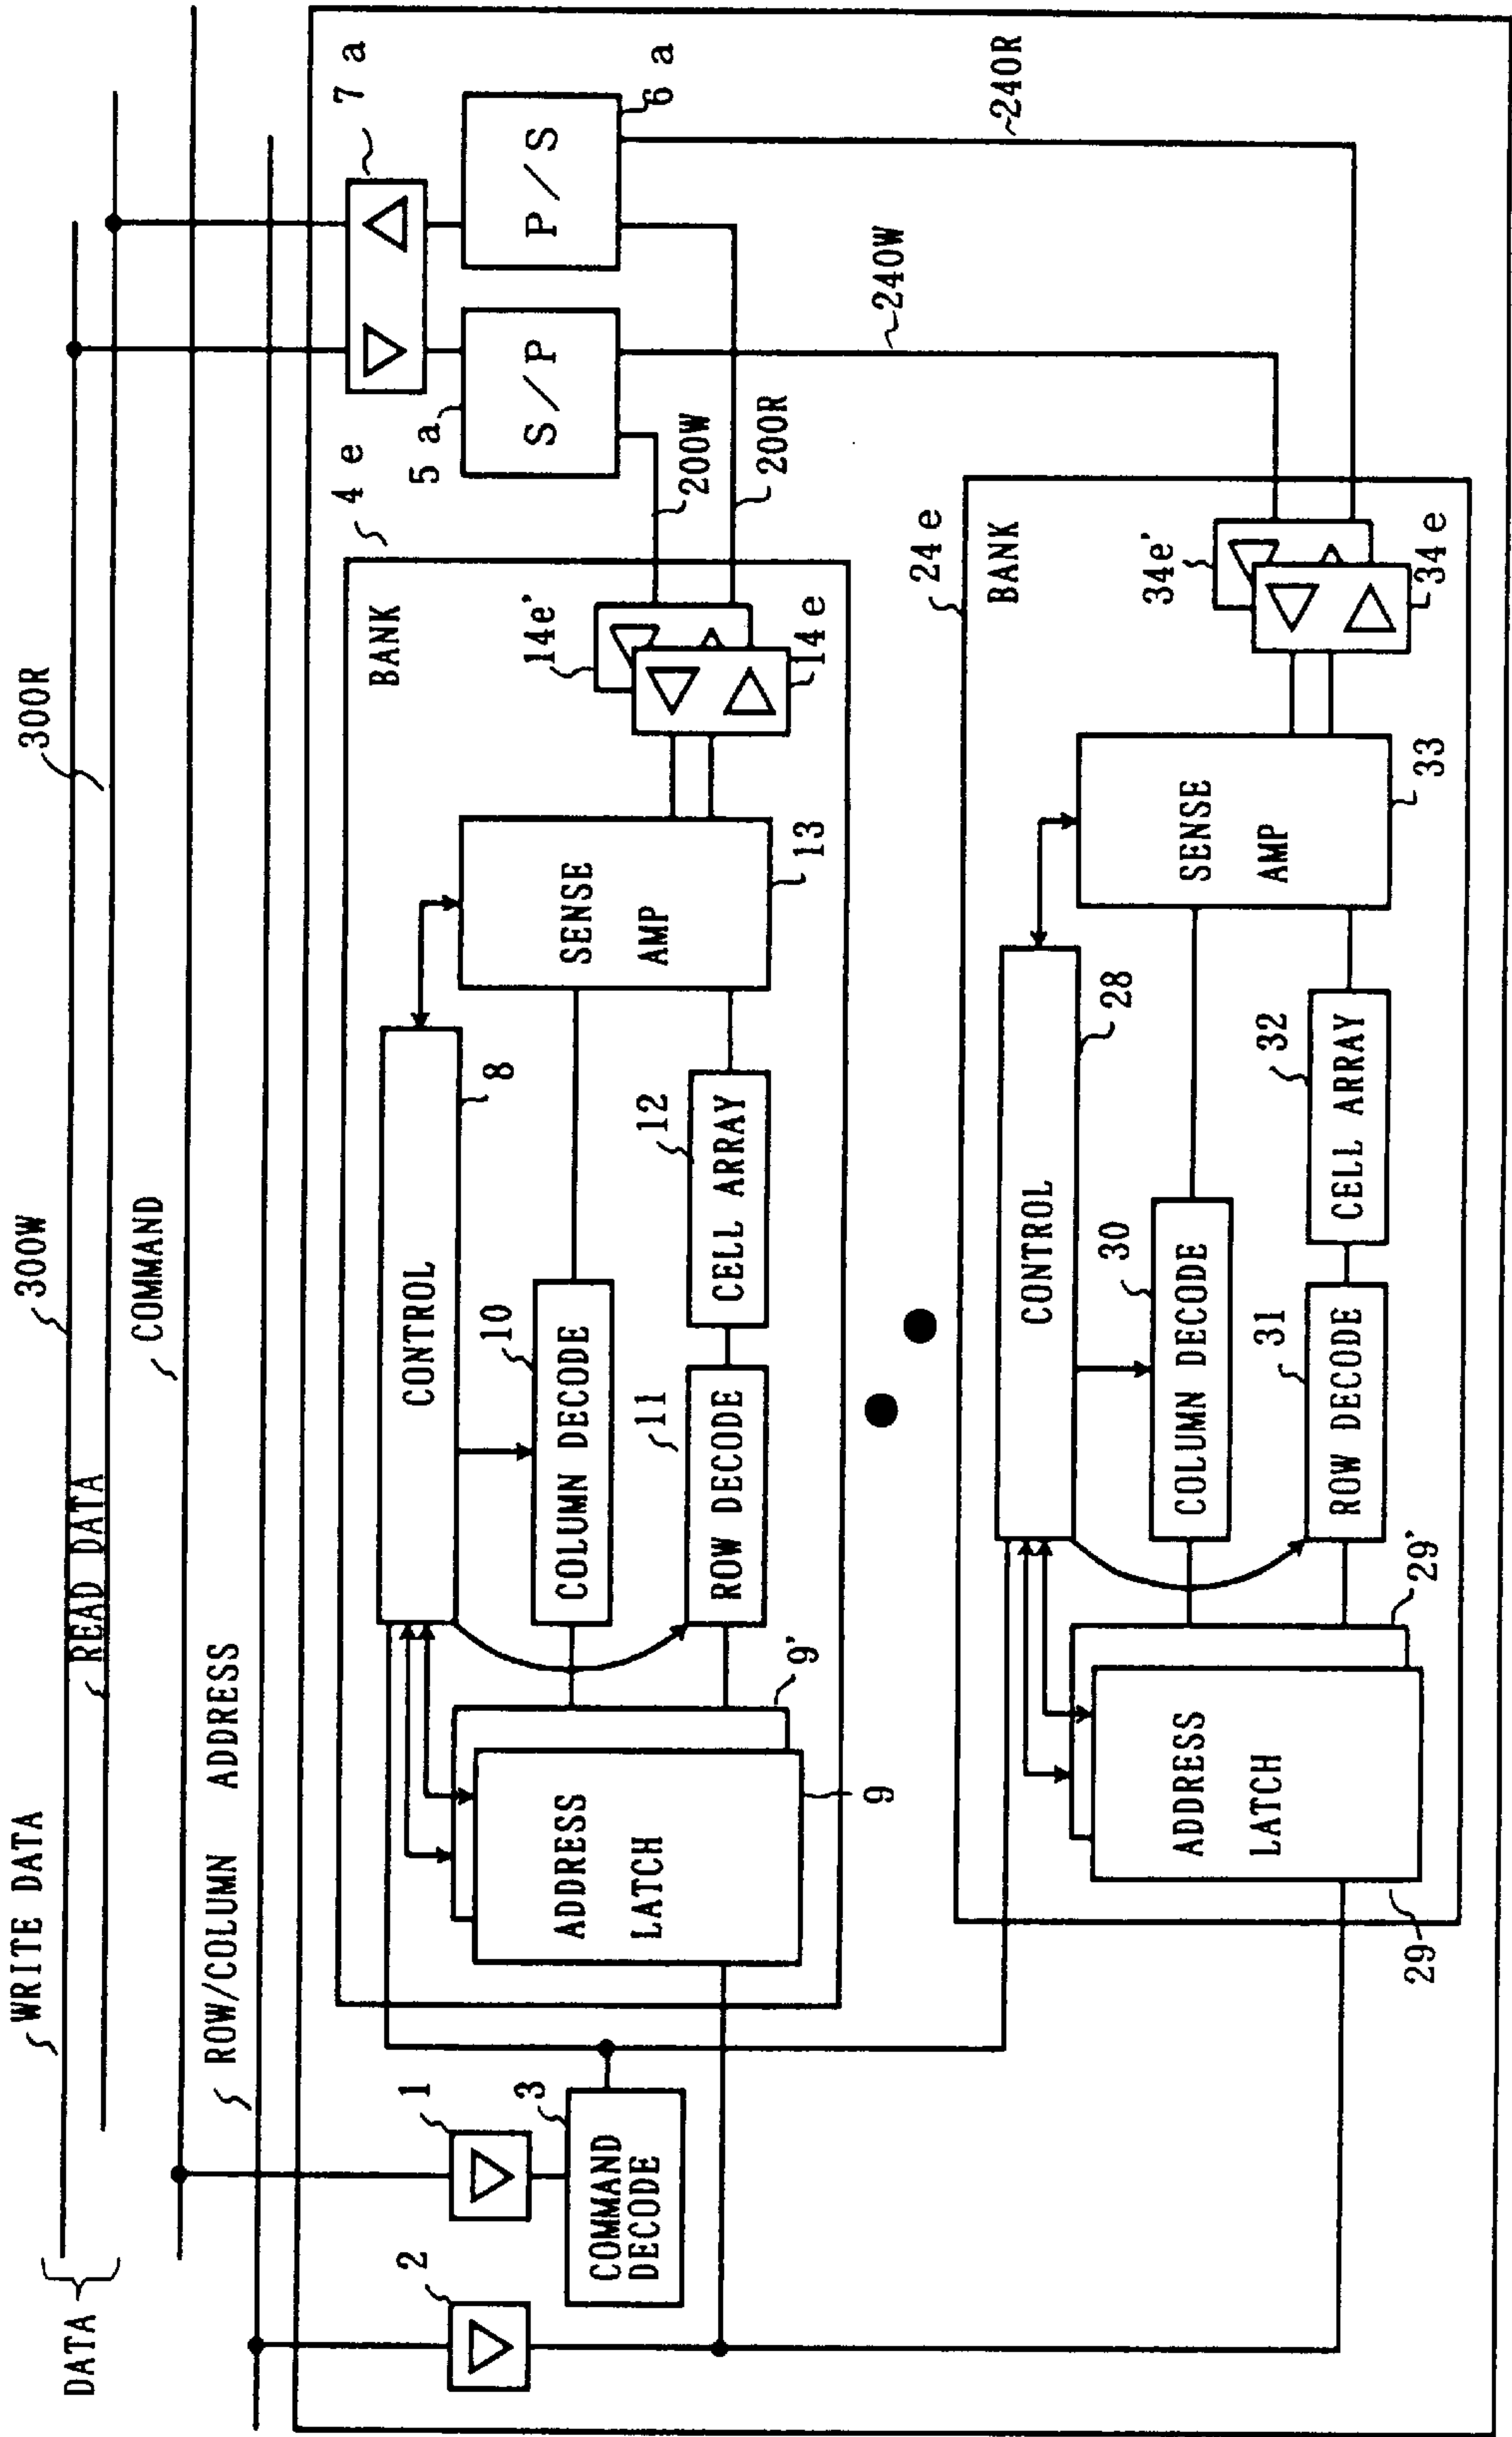 DATA
WRITE DATA
300W
READ DATA
300R
COMMAND
ROW/COLUMN ADDRESS
2
1
3
COMMAND
DECODE
4e
BANK
CONTROL
8
ADDRESS
LATCH
9
9'
COLUMN DECODE
10
ROW DECODE
11
CELL ARRAY
12
SENSE
AMP
13
14e'
14e
200W
200R
5a
S/P
P/S
6a
7a
240W
240R
24e
BANK
CONTROL
28
ADDRESS
LATCH
29
29'
COLUMN DECODE
30
ROW DECODE
31
CELL ARRAY
32
SENSE
AMP
33
34e'
34e